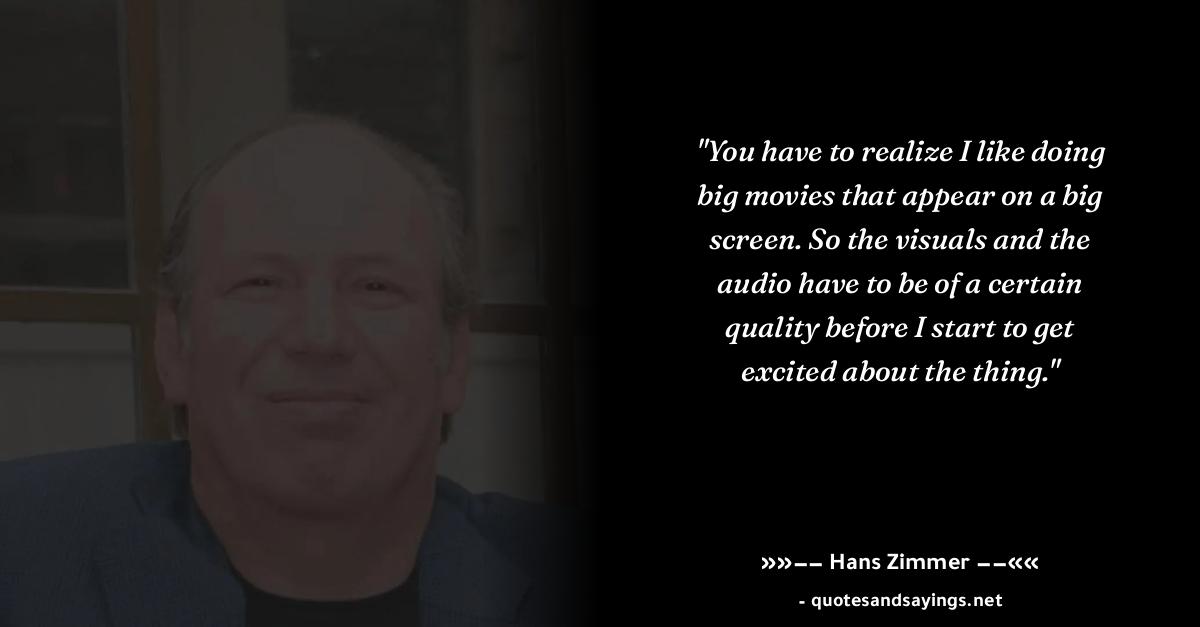 "You have to realize I like doing
big movies that appear on a big
screen. So the visuals and the
audio have to be of a certain
quality before I start to get
excited about the thing."
»»−− Hans Zimmer −−««
- quotesandsayings.net